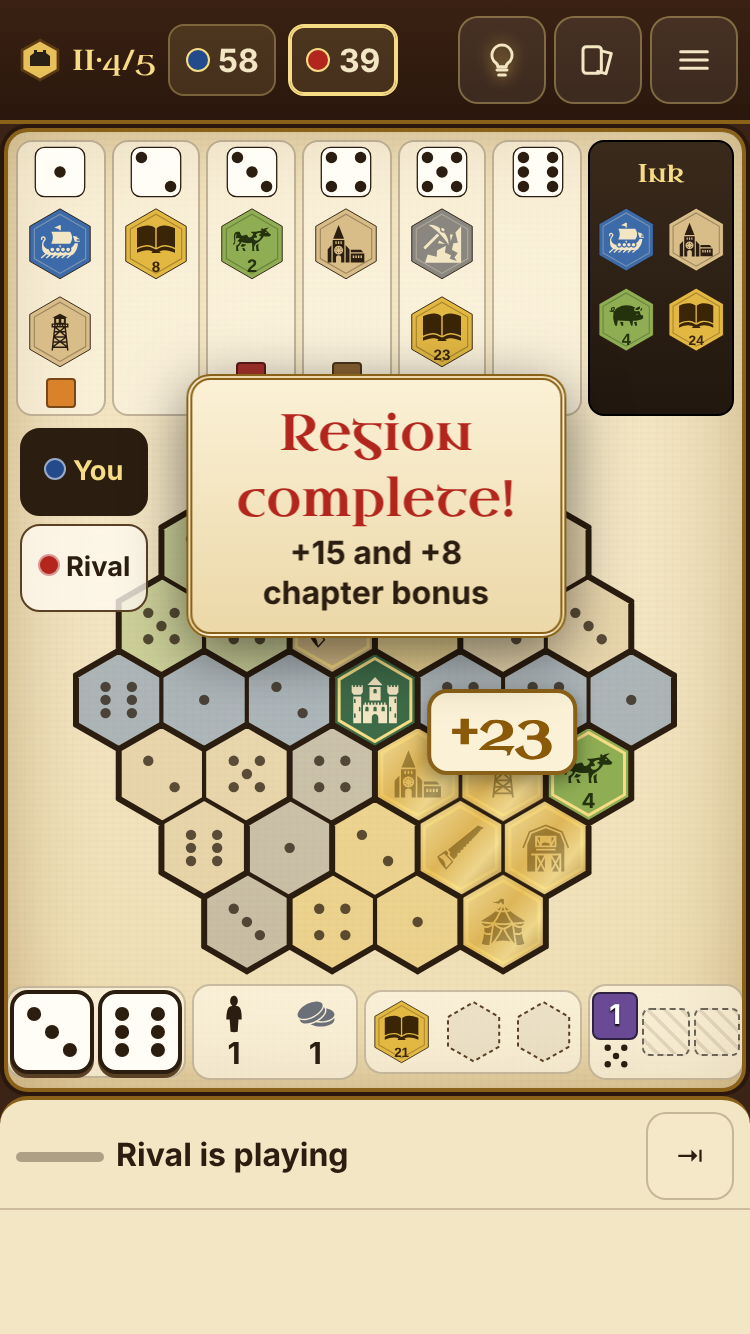 II·4/5
58
39
Ink
8
2
23
4
24
You
Rival
Region
complete!
+15 and +8
chapter bonus
+23
4
1
1
21
1
Rival is playing